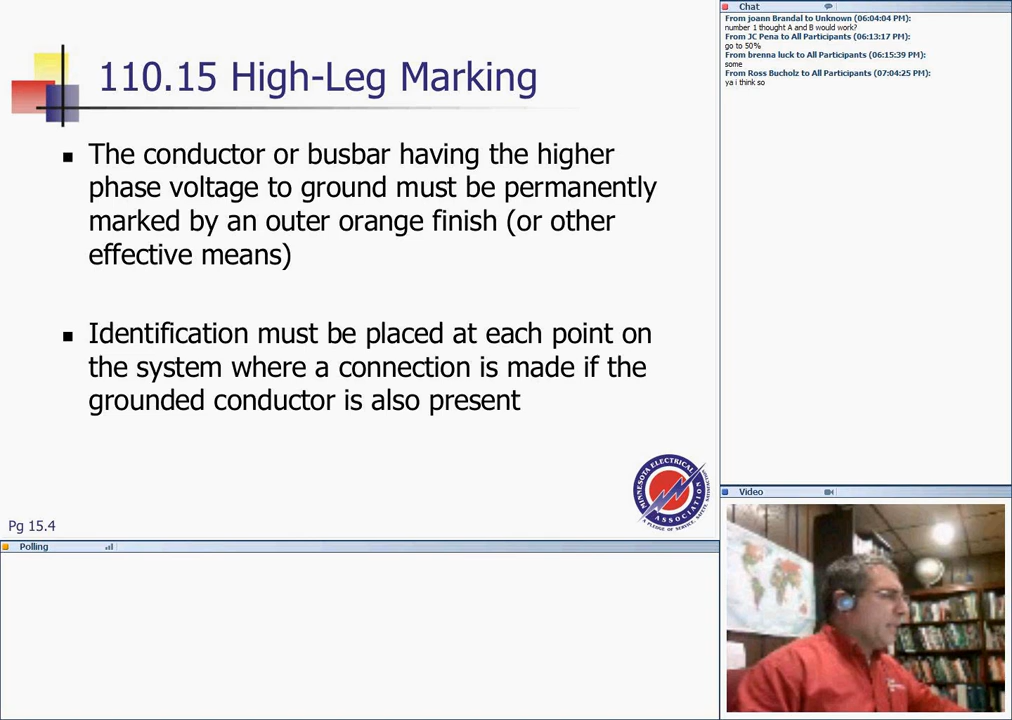 110.15 High-Leg Marking
The conductor or busbar having the higher
phase voltage to ground must be permanently
marked by an outer orange finish (or other
effective means)
Identification must be placed at each point on
the system where a connection is made if the
grounded conductor is also present
MINNESOTA ELECTRICAL
ASSOCIATION
Pg 15.4
Polling
Chat
From joann Brandal to Unknown (06:04:04 PM):
number 1 thought A and B would work?
From JC Pena to All Participants (06:13:17 PM):
go to 50%
From brenna luck to All Participants (06:15:39 PM):
some
From Ross Bucholz to All Participants (07:04:25 PM):
ya i think so
Video